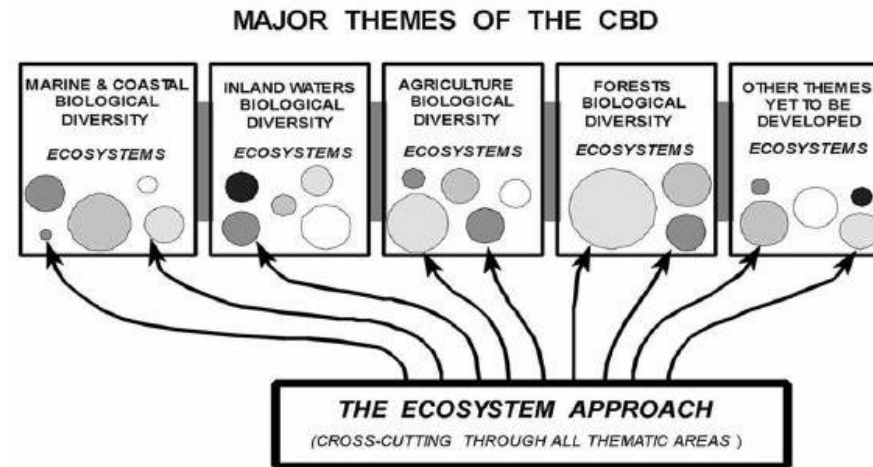 MAJOR THEMES OF THE CBD
MARINE & COASTAL
BIOLOGICAL
DIVERSITY
ECOSYSTEMS
INLAND WATERS
BIOLOGICAL
DIVERSITY
ECOSYSTEMS
AGRICULTURE
BIOLOGICAL
DIVERSITY
ECOSYSTEMS
FORESTS
BIOLOGICAL
DIVERSITY
ECOSYSTEMS
OTHER THEMES
YET TO BE
DEVELOPED
ECOSYSTEMS
THE ECOSYSTEM APPROACH
(CROSS-CUTTING THROUGH ALL THEMATIC AREAS )